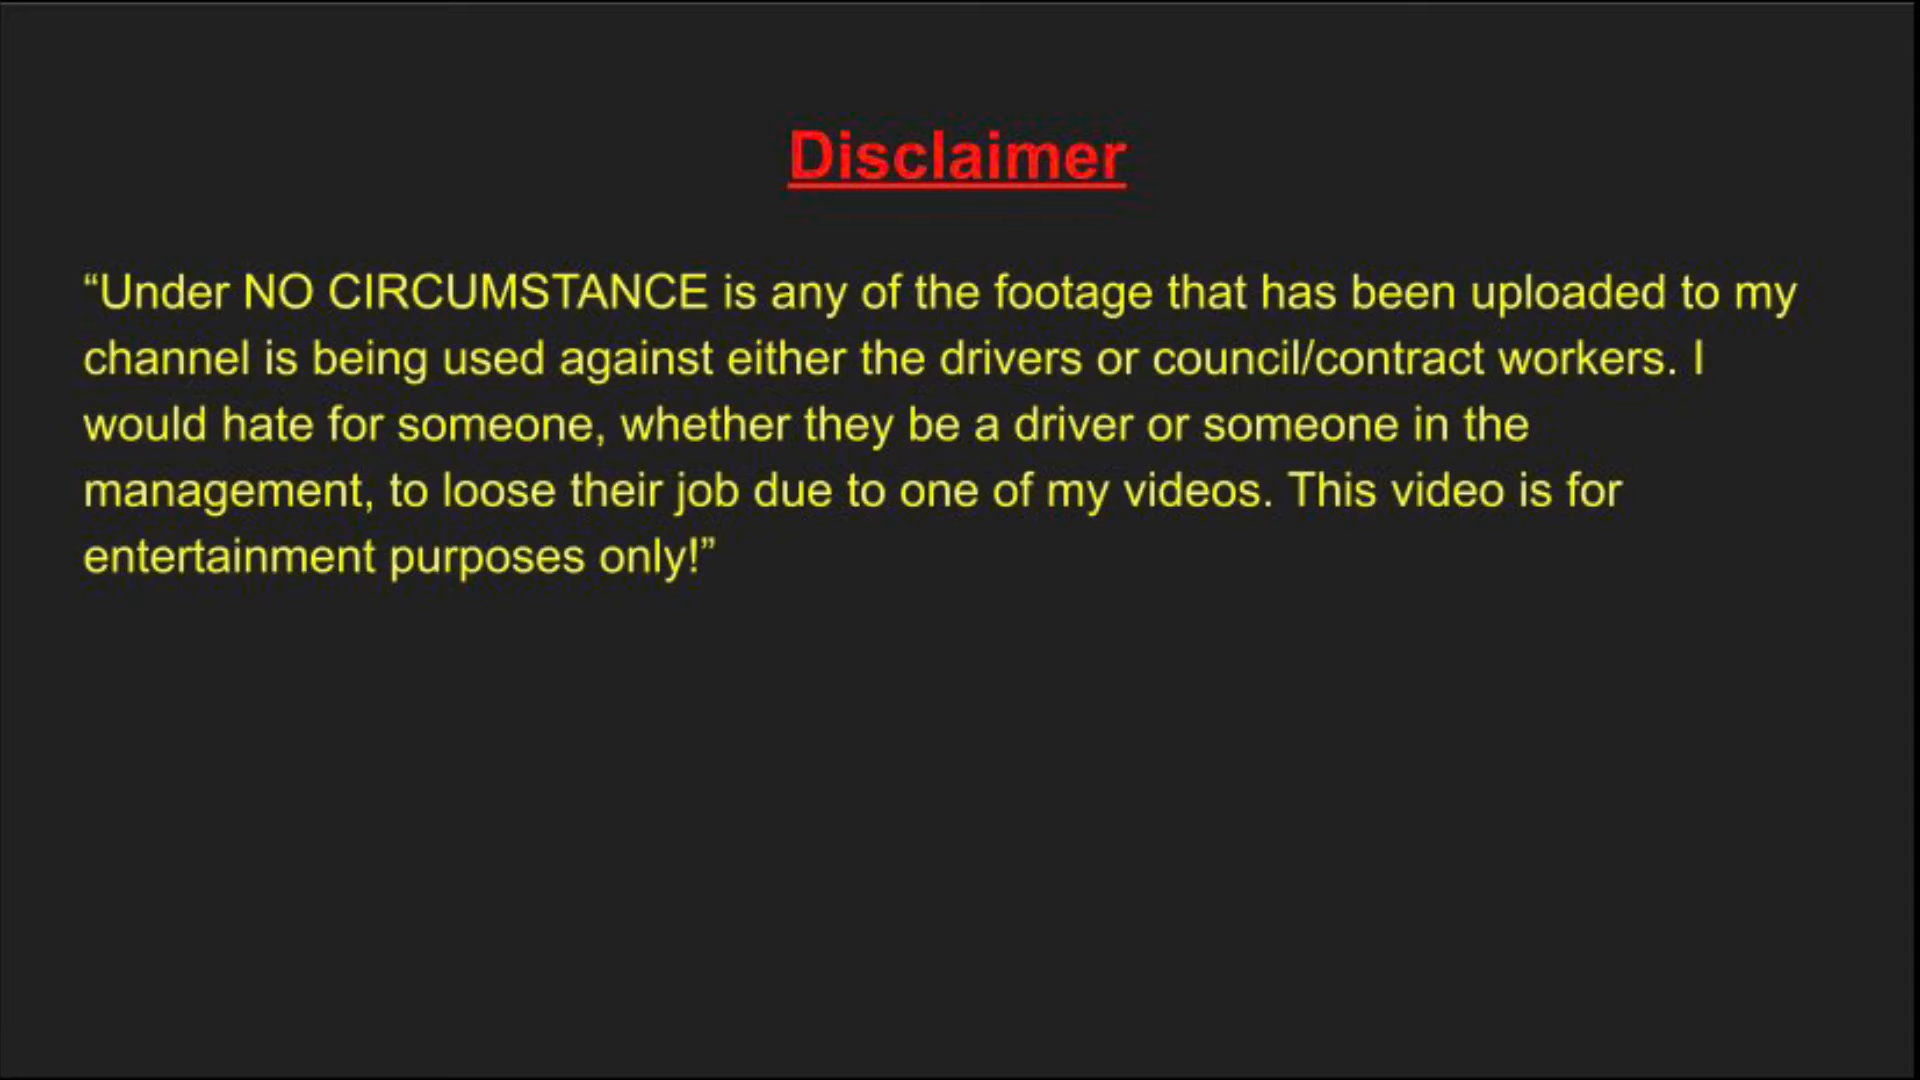 Disclaimer
“Under NO CIRCUMSTANCE is any of the footage that has been uploaded to my
channel is being used against either the drivers or council/contract workers. I
would hate for someone, whether they be a driver or someone in the
management, to loose their job due to one of my videos. This video is for
entertainment purposes only!”